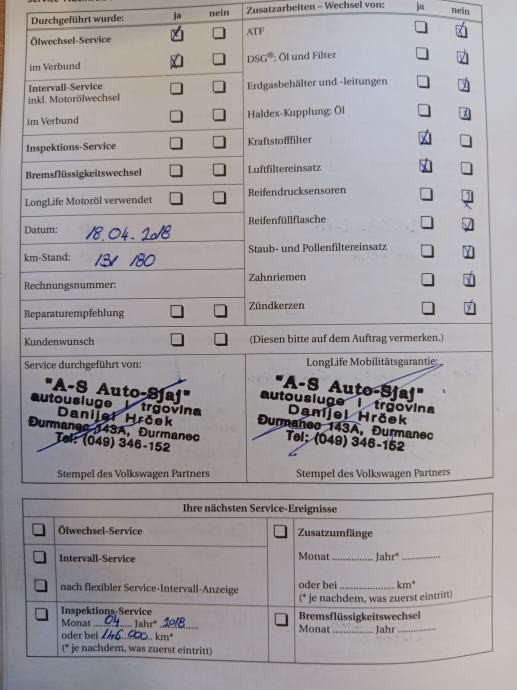 Durchgeführt wurde: ja nein
Ölwechsel-Service
im Verbund
Intervall-Service
inkl. Motorölwechsel
im Verbund
Inspektions-Service
Bremsflüssigkeitswechsel
LongLife Motoröl verwendet
Datum: 18.04.2018
km-Stand: 131 180
Rechnungsnummer:
Reparaturempfehlung
Kundenwunsch
Zusatzarbeiten – Wechsel von: ja nein
ATF
DSG®: Öl und Filter
Erdgasbehälter und -leitungen
Haldex-Kupplung: Öl
Kraftstofffilter
Luftfiltereinsatz
Reifendrucksensoren
Reifenfüllflasche
Staub- und Pollenfiltereinsatz
Zahnriemen
Zündkerzen
(Diesen bitte auf dem Auftrag vermerken.)
Service durchgeführt von:
"A-S Auto-Sjaj"
autousluge i trgovina
Danijel Hrček
Đurmanec 143A, Đurmanec
Tel: (049) 346-152
Stempel des Volkswagen Partners
LongLife Mobilitätsgarantie:
"A-S Auto-Sjaj"
autousluge i trgovina
Danijel Hrček
Đurmanec 143A, Đurmanec
Tel: (049) 346-152
Stempel des Volkswagen Partners
Ihre nächsten Service-Ereignisse
Ölwechsel-Service
Intervall-Service
nach flexibler Service-Intervall-Anzeige
Inspektions-Service
Monat ..04.... Jahr* .2018......
oder bei 146.000.. km*
(* je nachdem, was zuerst eintritt)
Zusatzumfänge
Monat .............. Jahr* ..............
oder bei .................. km*
(* je nachdem, was zuerst eintritt)
Bremsflüssigkeitswechsel
Monat .............. Jahr ..............